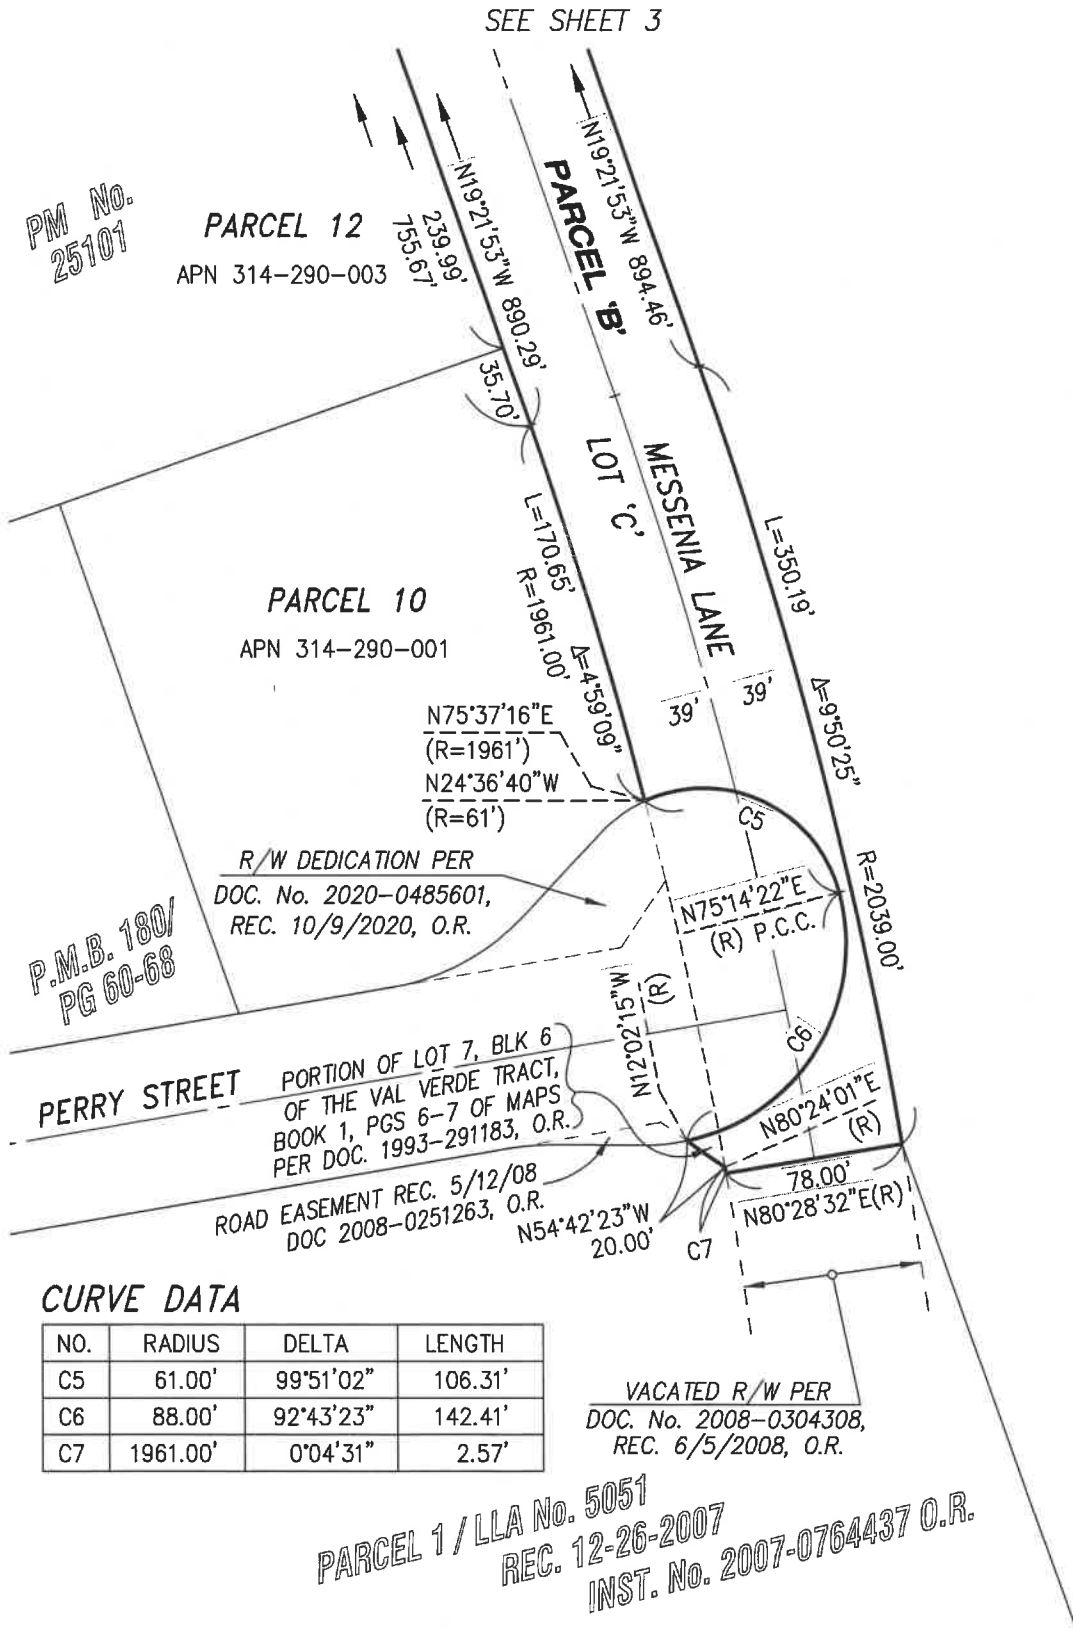 SEE SHEET 3
PM No.
25101
PARCEL 12
APN 314-290-003
239.99'
755.67'
N19°21'53"W 890.29'
35.70'
PARCEL 'B'
N19°21'53"W 894.46'
LOT 'C'
MESSENIA LANE
L=170.65'
R=1961.00'
Δ=4°59'09"
L=350.19'
Δ=9°50'25"
R=2039.00'
39'
39'
PARCEL 10
APN 314-290-001
N75°37'16"E
(R=1961')
N24°36'40"W
(R=61')
C5
R/W DEDICATION PER
DOC. No. 2020-0485601,
REC. 10/9/2020, O.R.
N75°14'22"E
(R) P.C.C.
P.M.B. 180/
PG 60-68
N12°02'15"W
(R)
C6
PERRY STREET
PORTION OF LOT 7, BLK 6
OF THE VAL VERDE TRACT,
BOOK 1, PGS 6-7 OF MAPS
PER DOC. 1993-291183, O.R.
N80°24'01"E
(R)
78.00'
N80°28'32"E(R)
ROAD EASEMENT REC. 5/12/08
DOC 2008-0251263, O.R.
N54°42'23"W
20.00'
C7
CURVE DATA
NO. RADIUS DELTA LENGTH
C5 61.00' 99°51'02" 106.31'
C6 88.00' 92°43'23" 142.41'
C7 1961.00' 0°04'31" 2.57'
VACATED R/W PER
DOC. No. 2008-0304308,
REC. 6/5/2008, O.R.
PARCEL 1 / LLA No. 5051
REC. 12-26-2007
INST. No. 2007-0764437 O.R.